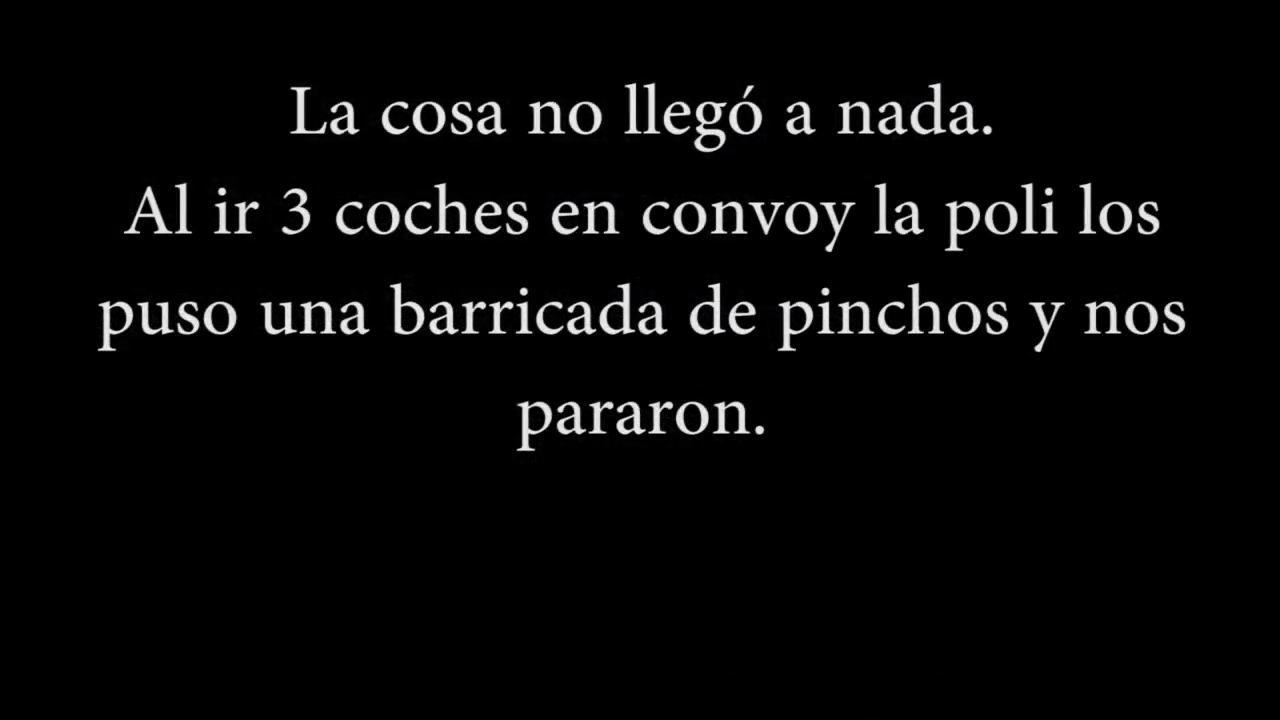 La cosa no llegó a nada.
Al ir 3 coches en convoy la poli los
puso una barricada de pinchos y nos
pararon.